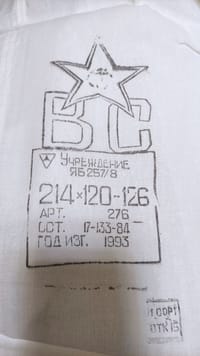 ВС
УЧРЕЖДЕНИЕ
ЯБ 257/8
214×120-126
АРТ. 276
ОСТ. 17-133-84
ГОД ИЗГ. 1993
1 СОРТ
ОТК 15